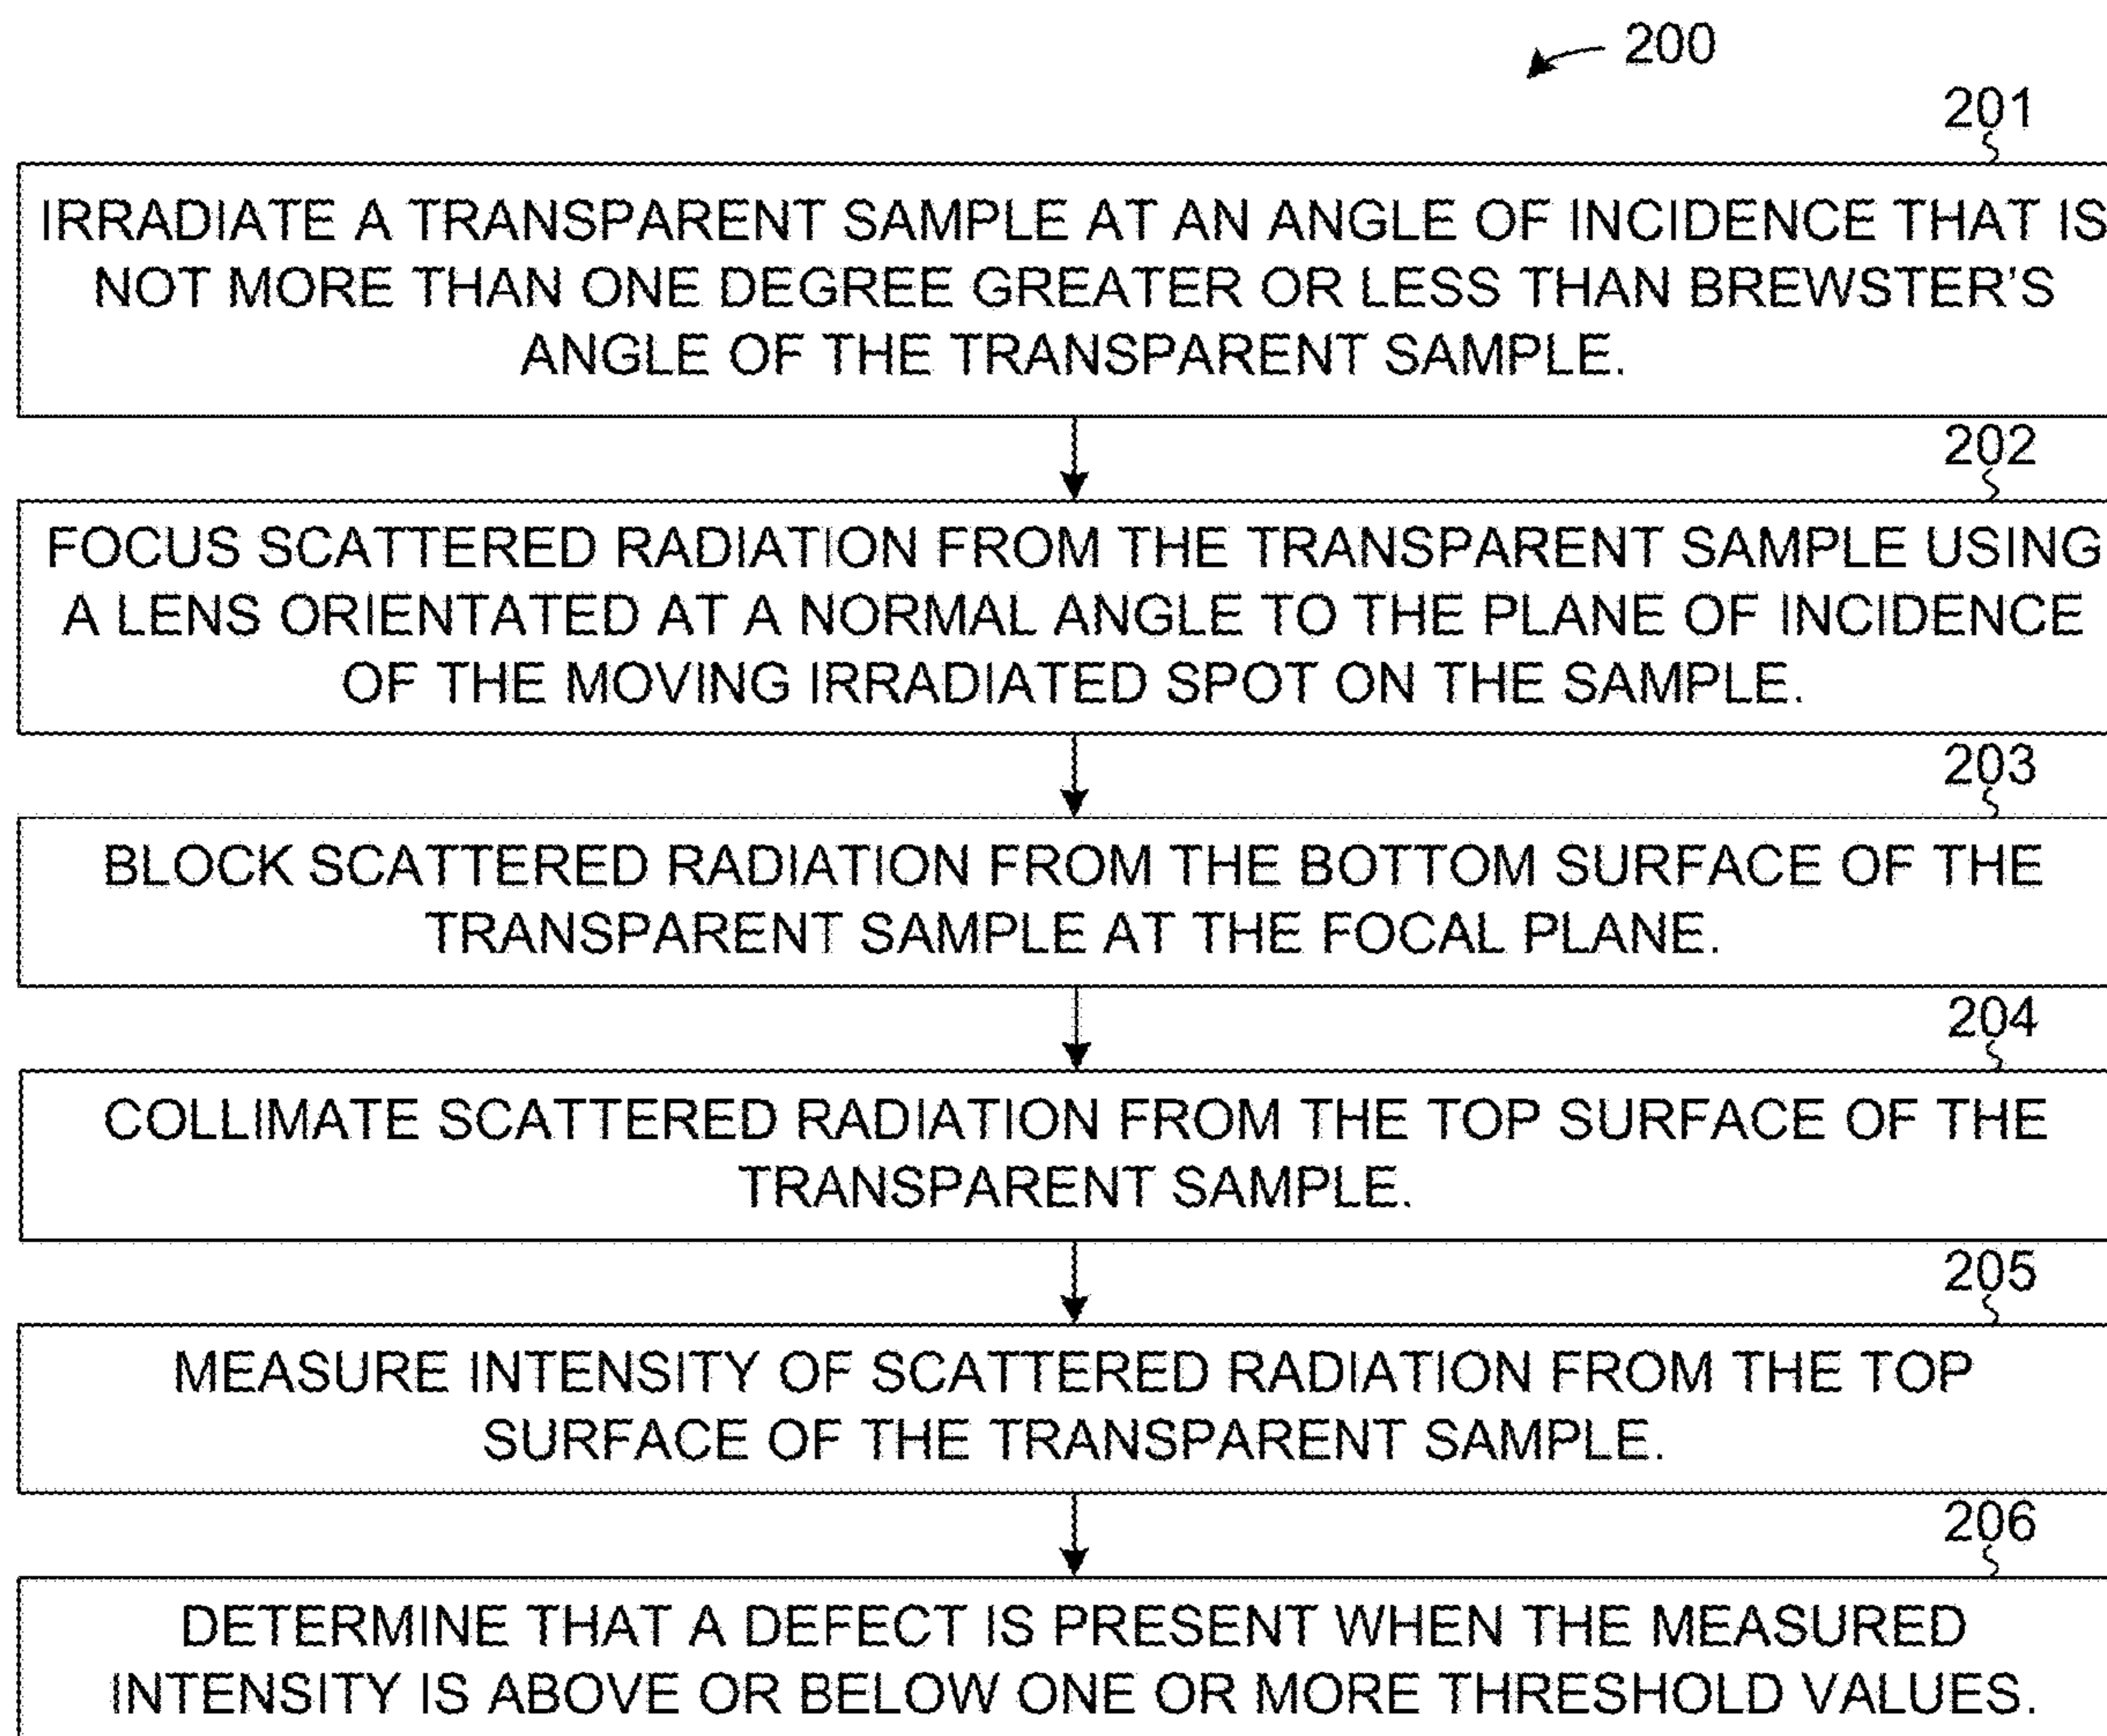 200
201
IRRADIATE A TRANSPARENT SAMPLE AT AN ANGLE OF INCIDENCE THAT IS
NOT MORE THAN ONE DEGREE GREATER OR LESS THAN BREWSTER'S
ANGLE OF THE TRANSPARENT SAMPLE.
202
FOCUS SCATTERED RADIATION FROM THE TRANSPARENT SAMPLE USING
A LENS ORIENTATED AT A NORMAL ANGLE TO THE PLANE OF INCIDENCE
OF THE MOVING IRRADIATED SPOT ON THE SAMPLE.
203
BLOCK SCATTERED RADIATION FROM THE BOTTOM SURFACE OF THE
TRANSPARENT SAMPLE AT THE FOCAL PLANE.
204
COLLIMATE SCATTERED RADIATION FROM THE TOP SURFACE OF THE
TRANSPARENT SAMPLE.
205
MEASURE INTENSITY OF SCATTERED RADIATION FROM THE TOP
SURFACE OF THE TRANSPARENT SAMPLE.
206
DETERMINE THAT A DEFECT IS PRESENT WHEN THE MEASURED
INTENSITY IS ABOVE OR BELOW ONE OR MORE THRESHOLD VALUES.